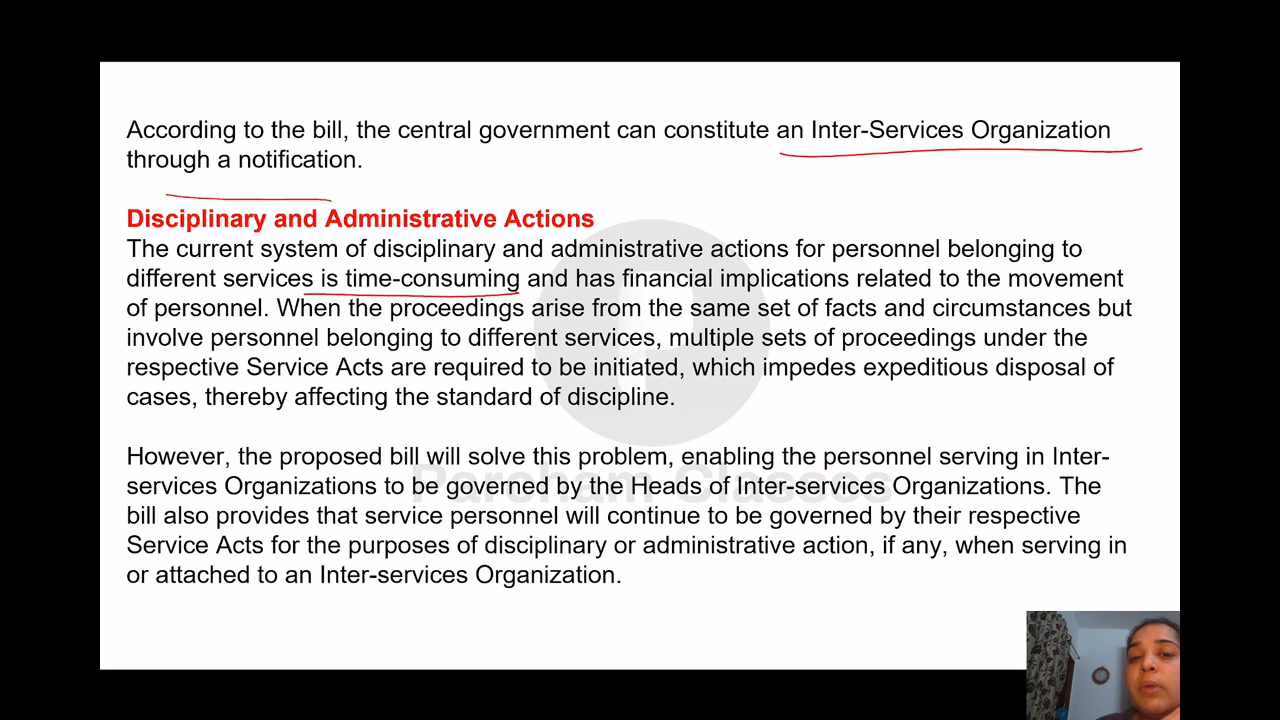 According to the bill, the central government can constitute an Inter-Services Organization
through a notification.
Disciplinary and Administrative Actions
The current system of disciplinary and administrative actions for personnel belonging to
different services is time-consuming and has financial implications related to the movement
of personnel. When the proceedings arise from the same set of facts and circumstances but
involve personnel belonging to different services, multiple sets of proceedings under the
respective Service Acts are required to be initiated, which impedes expeditious disposal of
cases, thereby affecting the standard of discipline.
However, the proposed bill will solve this problem, enabling the personnel serving in Inter-
services Organizations to be governed by the Heads of Inter-services Organizations. The
bill also provides that service personnel will continue to be governed by their respective
Service Acts for the purposes of disciplinary or administrative action, if any, when serving in
or attached to an Inter-services Organization.